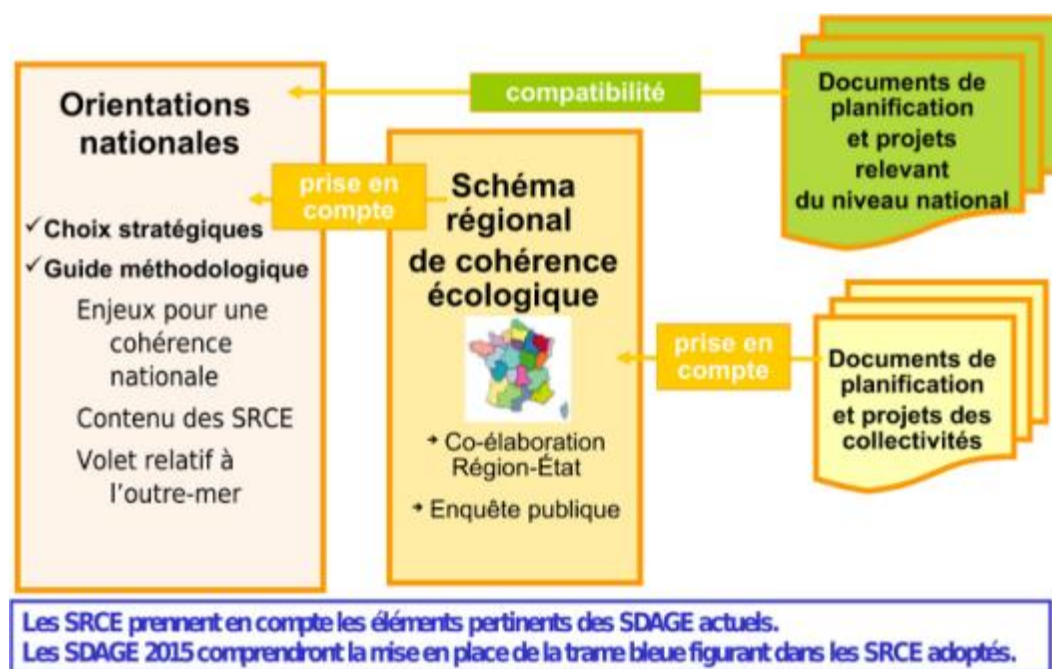 Orientations
nationales
✓Choix stratégiques
✓Guide méthodologique
Enjeux pour une
cohérence
nationale
Contenu des SRCE
Volet relatif à
l'outre-mer
prise en
compte
compatibilité
Schéma
régional
de cohérence
écologique
➔ Co-élaboration
Région-État
➔ Enquête publique
prise en
compte
Documents de
planification
et projets
relevant
du niveau national
Documents de
planification
et projets des
collectivités
Les SRCE prennent en compte les éléments pertinents des SDAGE actuels.
Les SDAGE 2015 comprendront la mise en place de la trame bleue figurant dans les SRCE adoptés.